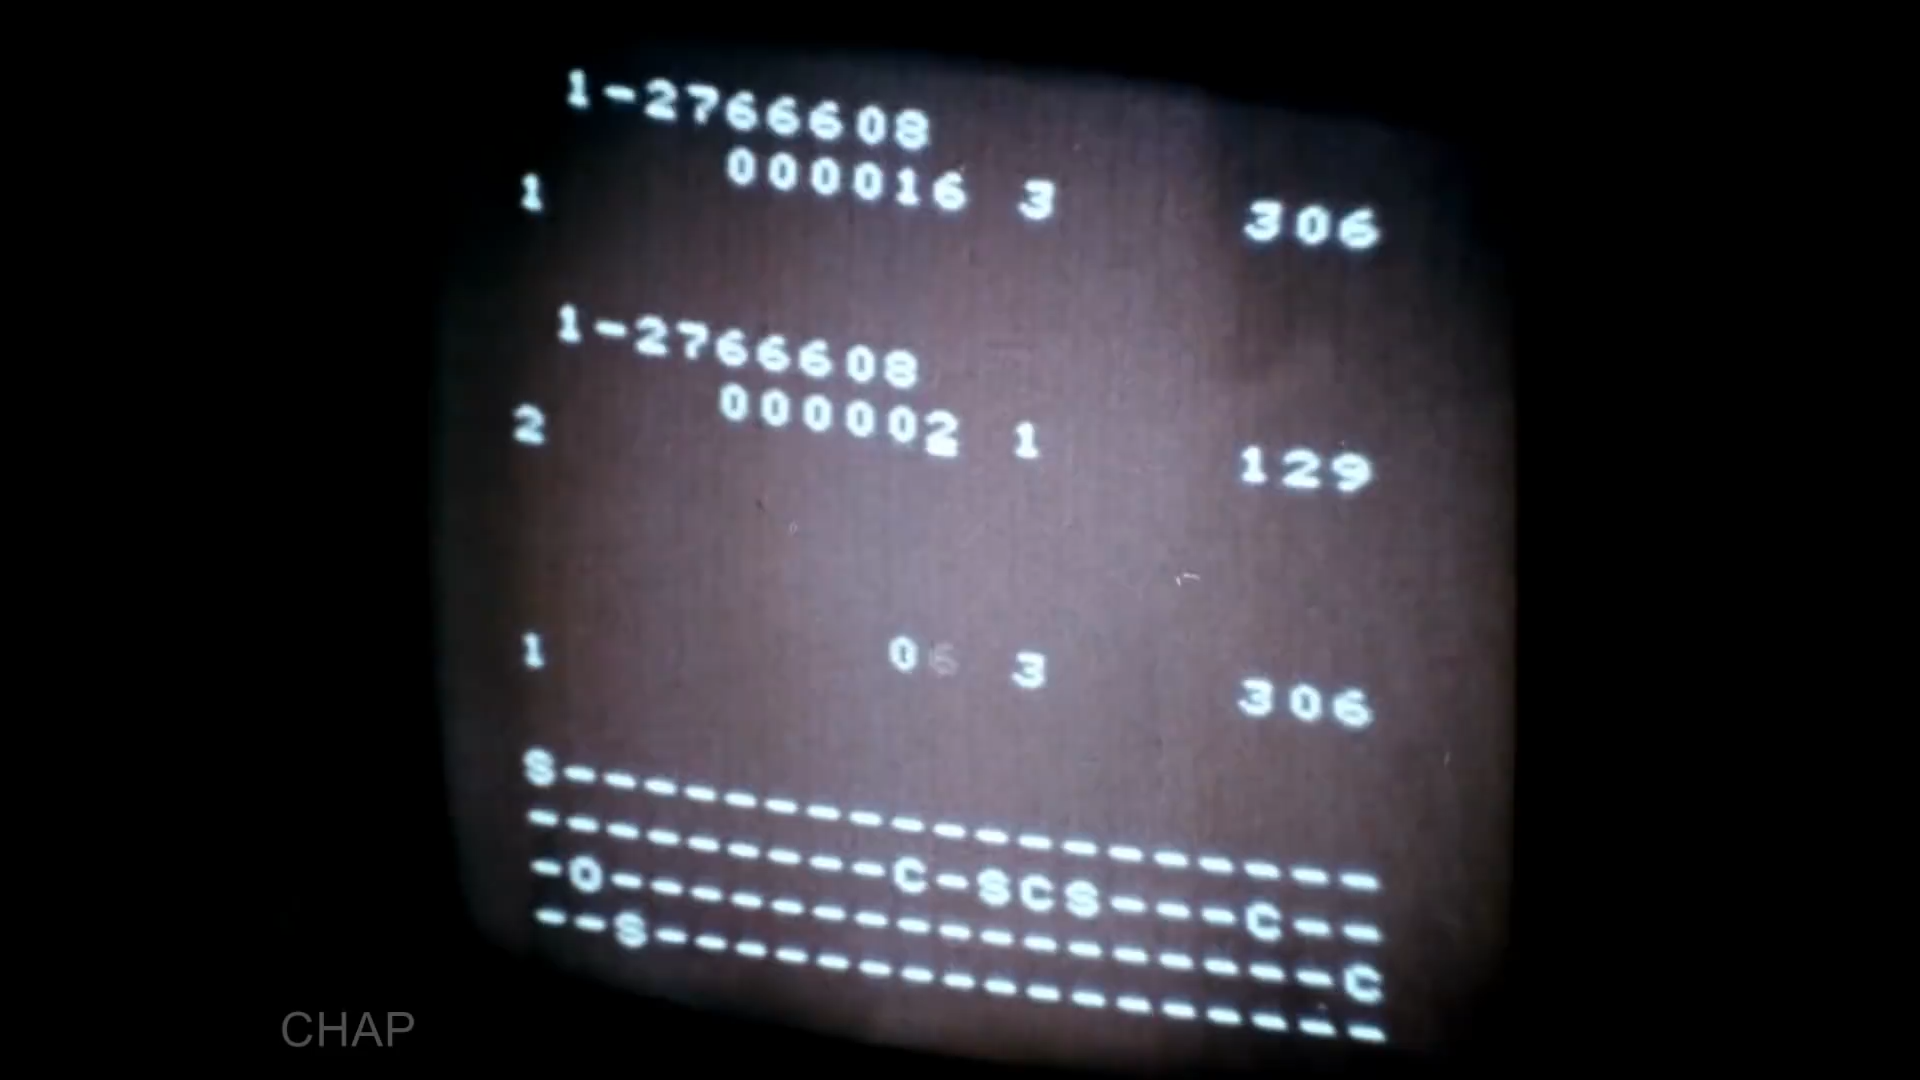 1-2766608
1 000016 3 306
1-2766608
2 000002 1 129
1 06 3 306
S-------------------
---------C-SCS---C--
-O-----------------C
--S-----------------
CHAP